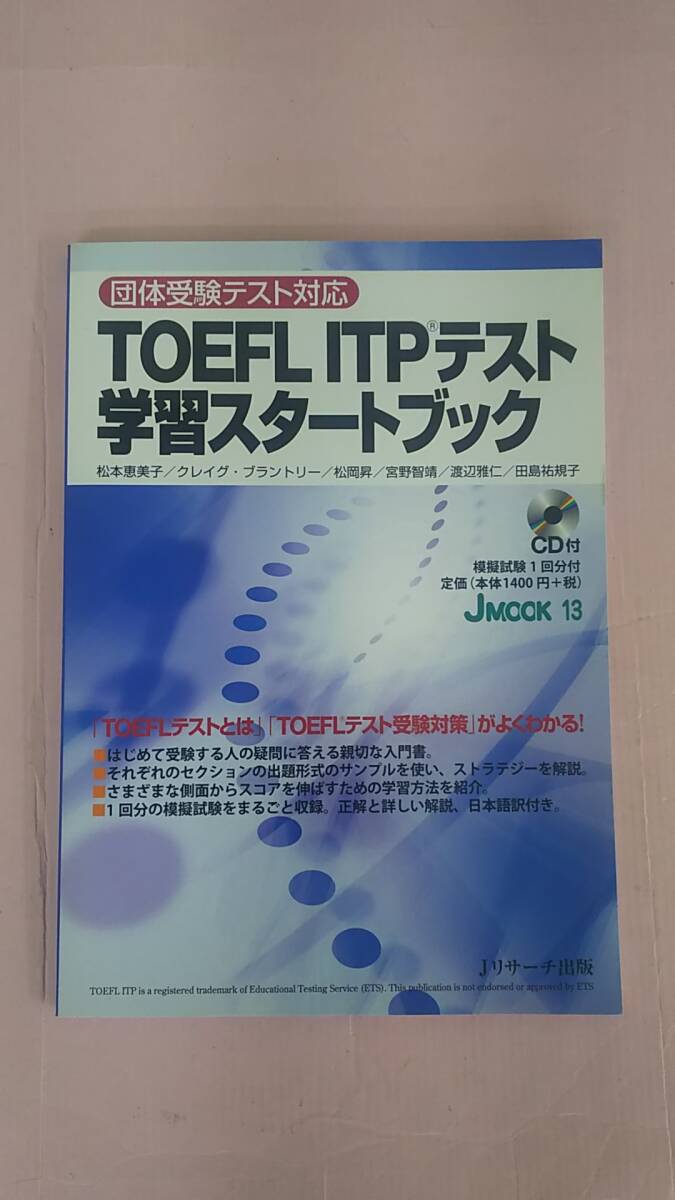 団体受験テスト対応
TOEFL ITP®テスト
学習スタートブック
松本恵美子／クレイグ・ブラントリー／松岡昇／宮野智靖／渡辺雅仁／田島祐規子
CD付
模擬試験1回分付
定価（本体1400円＋税）
JMOOK 13
「TOEFL®テストとは」「TOEFL®テスト受験対策」がよくわかる！
■はじめて受験する人の疑問に答える親切な入門書。
■それぞれのセクションの出題形式のサンプルを使い、ストラテジーを解説。
■さまざまな側面からスコアを伸ばすための学習方法を紹介。
■1回分の模擬試験をまるごと収録。正解と詳しい解説、日本語訳付き。
Jリサーチ出版
TOEFL ITP is a registered trademark of Educational Testing Service (ETS). This publication is not endorsed or approved by ETS